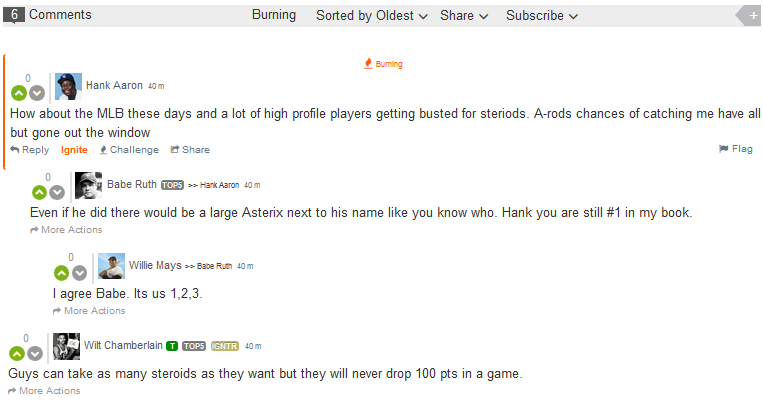 6 Comments Burning Sorted by Oldest Share Subscribe +
Burning
0
Hank Aaron 40 m
How about the MLB these days and a lot of high profile players getting busted for steriods. A-rods chances of catching me have all
but gone out the window
Reply Ignite Challenge Share Flag
0
Babe Ruth TOP5 >> Hank Aaron 40 m
Even if he did there would be a large Asterix next to his name like you know who. Hank you are still #1 in my book.
More Actions
0
Willie Mays >> Babe Ruth 40 m
I agree Babe. Its us 1,2,3.
More Actions
0
Wilt Chamberlain T TOP5 IGNTR 40 m
Guys can take as many steroids as they want but they will never drop 100 pts in a game.
More Actions